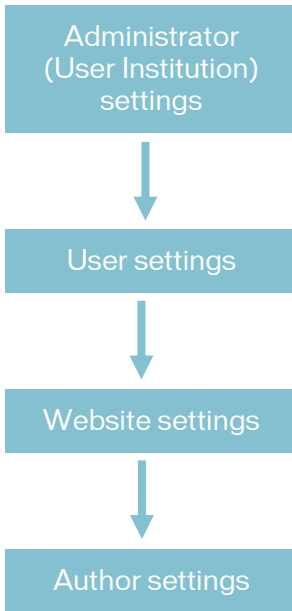 Administrator
(User Institution)
settings
User settings
Website settings
Author settings